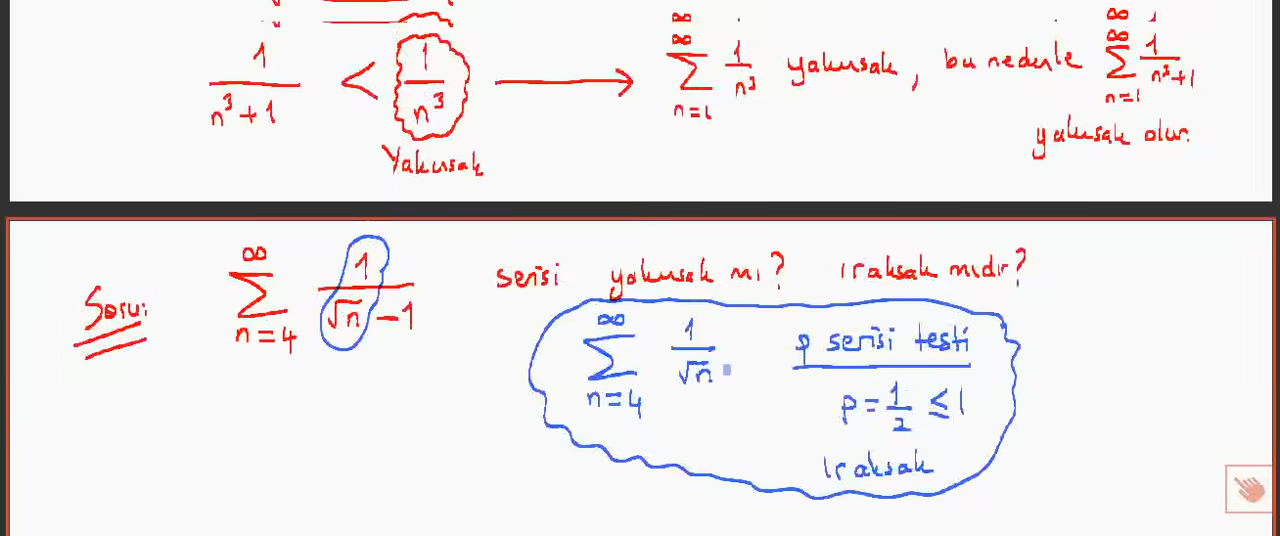 1/(n³+1) < 1/n³ → ∞ ∑ n=1 1/n³ yakınsak, bu nedenle ∞ ∑ n=1 1/(n³+1)
Yakınsak
yakınsak olur.
Soru: ∞ ∑ n=4 1/(√n − 1) serisi yakınsak mı? ıraksak mıdır?
∞ ∑ n=4 1/√n p serisi testi
p = 1/2 ≤ 1
ıraksak